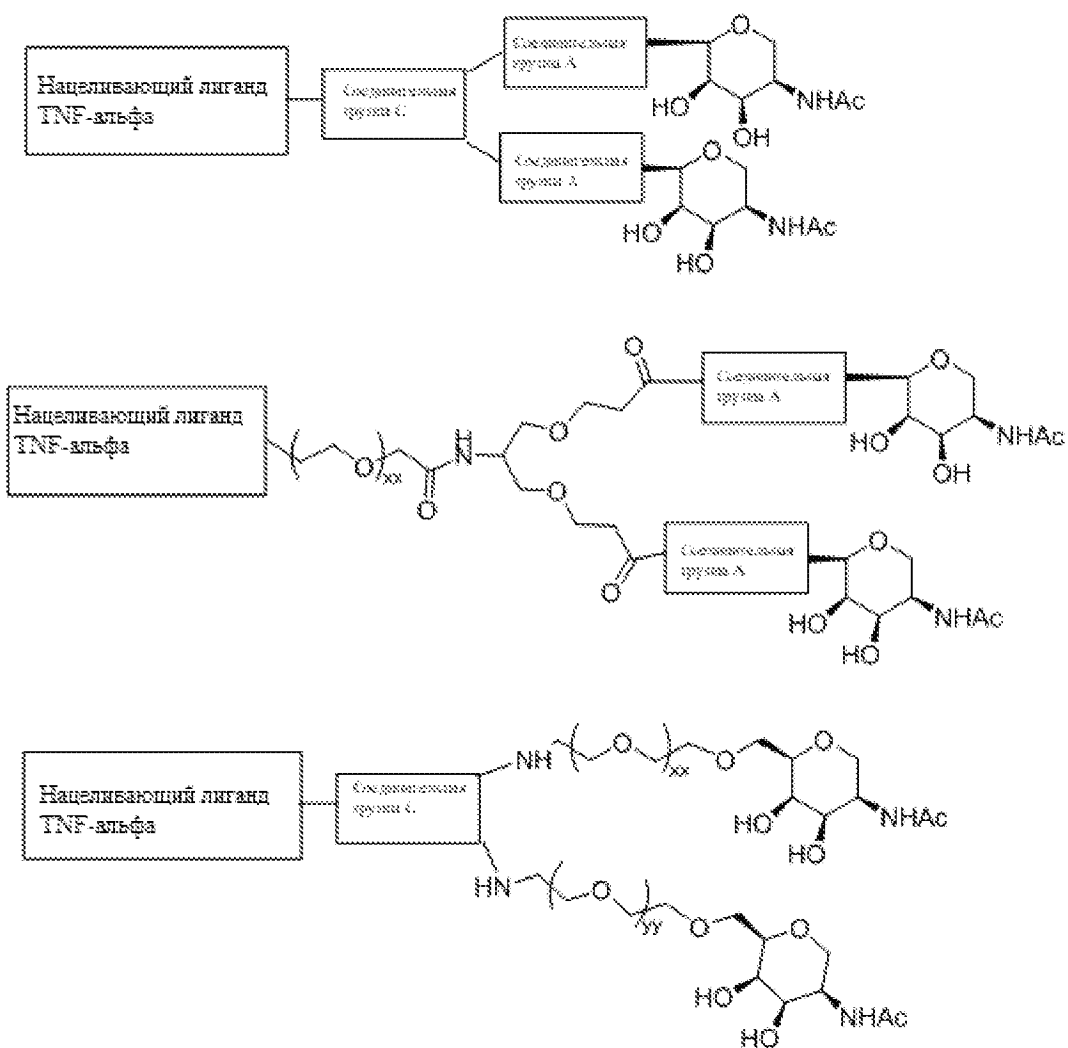 Нацеливающий лиганд
TNF-альфа
Соединительная
группа C
Соединительная
группа A
O
HO
OH
NHAc
Соединительная
группа A
O
HO
HO
NHAc
Нацеливающий лиганд
TNF-альфа
O
xx
O
H
N
O
O
O
O
Соединительная
группа A
O
HO
OH
NHAc
Соединительная
группа A
O
HO
HO
NHAc
Нацеливающий лиганд
TNF-альфа
Соединительная
группа C
NH
O
xx
O
O
HO
HO
NHAc
HN
O
yy
O
O
HO
HO
NHAc